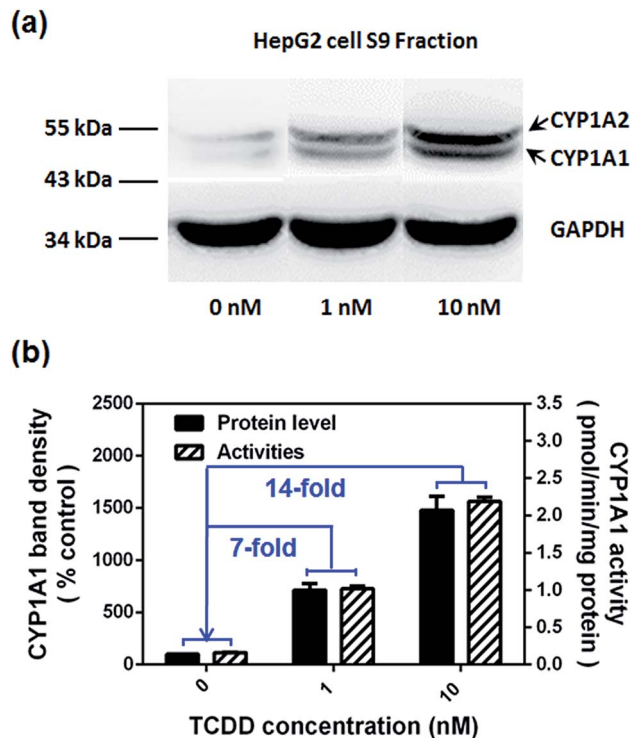 (a)
HepG2 cell S9 Fraction
55 kDa
CYP1A2
CYP1A1
43 kDa
34 kDa
GAPDH
0 nM 1 nM 10 nM
(b)
CYP1A1 band density
( % control )
2500
2000
1500
1000
500
0
Protein level
Activities
14-fold
7-fold
3.5
3.0
2.5
2.0
1.5
1.0
0.5
0.0
CYP1A1 activity
( pmol/min/mg protein )
0 1 10
TCDD concentration (nM)